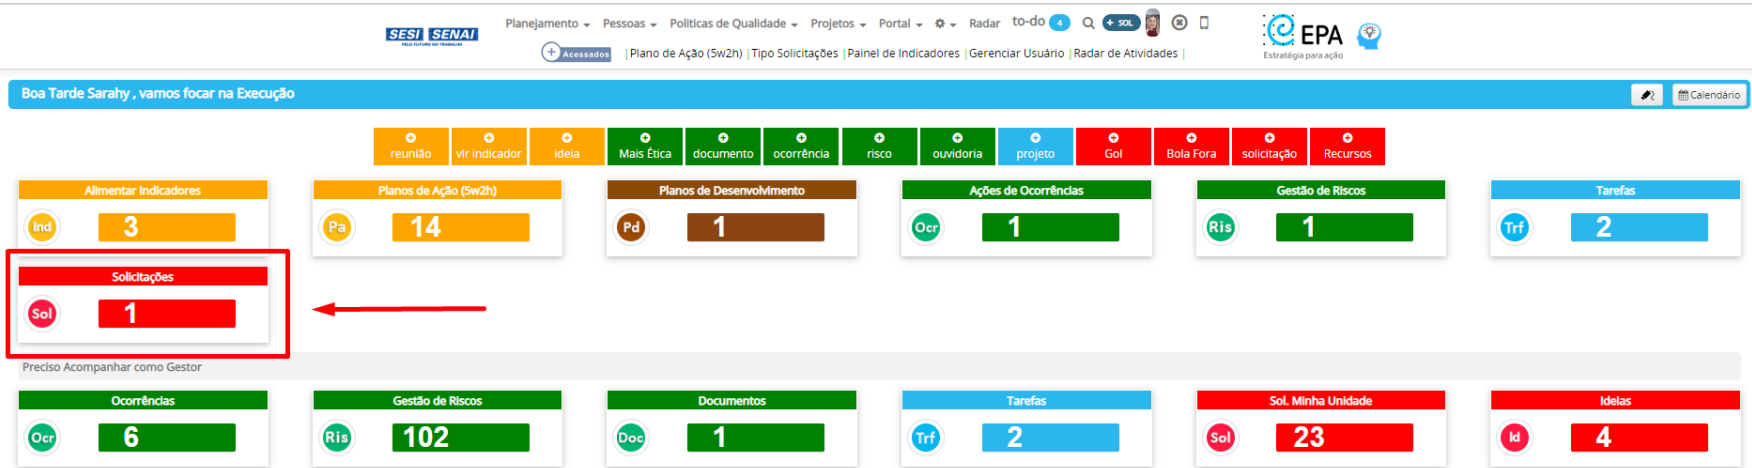 Planejamento Pessoas Politicas de Qualidade Projetos Portal Radar to-do 4 + SOL
SESI SENAI
PELO FUTURO DO TRABALHO
Acessados |Plano de Ação (5w2h) |Tipo Solicitações |Painel de Indicadores |Gerenciar Usuário |Radar de Atividades |
EPA
Estratégia para ação
Boa Tarde Sarahy , vamos focar na Execução
Calendário
reunião vlr indicador ideia Mais Ética documento ocorrência risco ouvidoria projeto Gol Bola Fora solicitação Recursos
Alimentar Indicadores Planos de Ação (5w2h) Planos de Desenvolvimento Ações de Ocorrências Gestão de Riscos Tarefas
Ind 3 Pa 14 Pd 1 Ocr 1 Ris 1 Trf 2
Solicitações
Sol 1
Preciso Acompanhar como Gestor
Ocorrências Gestão de Riscos Documentos Tarefas Sol. Minha Unidade Ideias
Ocr 6 Ris 102 Doc 1 Trf 2 Sol 23 Id 4